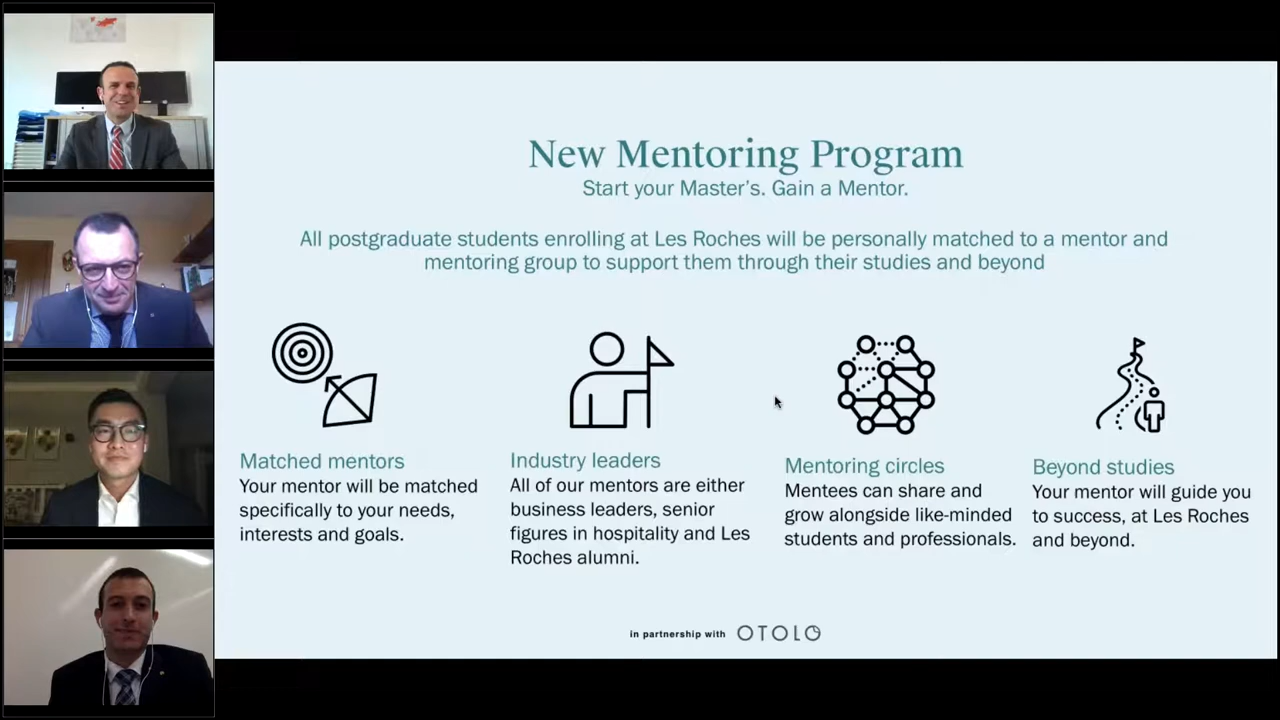 New Mentoring Program
Start your Master's. Gain a Mentor.
All postgraduate students enrolling at Les Roches will be personally matched to a mentor and
mentoring group to support them through their studies and beyond
Matched mentors
Your mentor will be matched
specifically to your needs,
interests and goals.
Industry leaders
All of our mentors are either
business leaders, senior
figures in hospitality and Les
Roches alumni.
Mentoring circles
Mentees can share and
grow alongside like-minded
students and professionals.
Beyond studies
Your mentor will guide you
to success, at Les Roches
and beyond.
in partnership with OTOLO